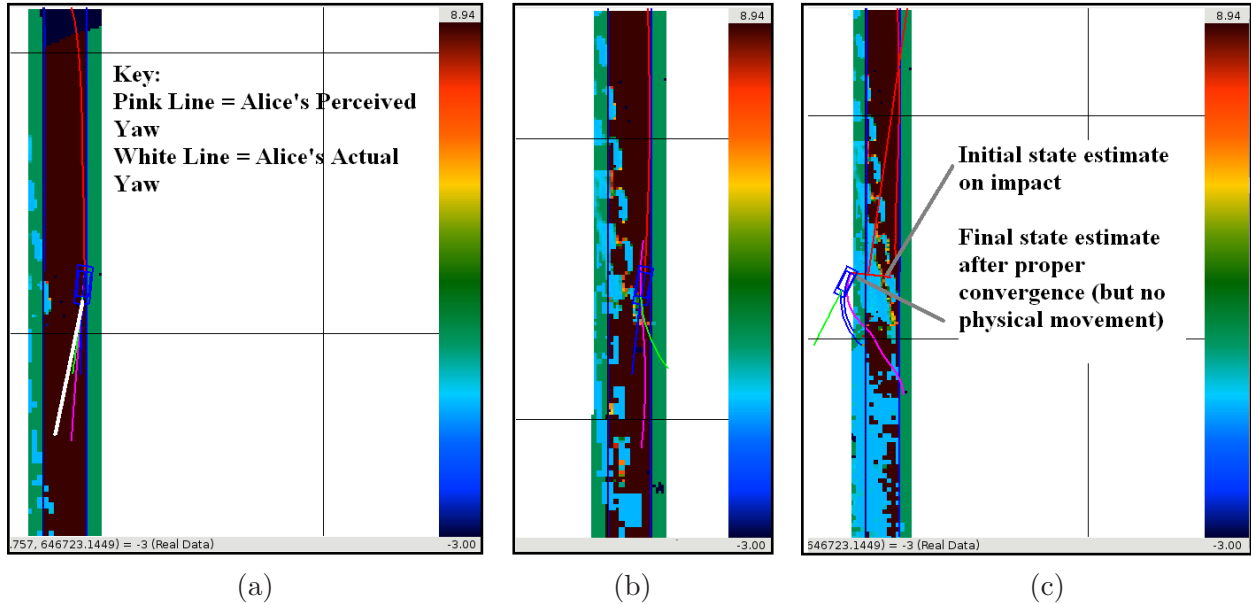 8.94
Key:
Pink Line = Alice's Perceived
Yaw
White Line = Alice's Actual
Yaw
.757, 646723.1449) = -3 (Real Data)
-3.00
(a)
8.94
-3.00
(b)
8.94
Initial state estimate
on impact
Final state estimate
after proper
convergence (but no
physical movement)
646723.1449) = -3 (Real Data)
-3.00
(c)